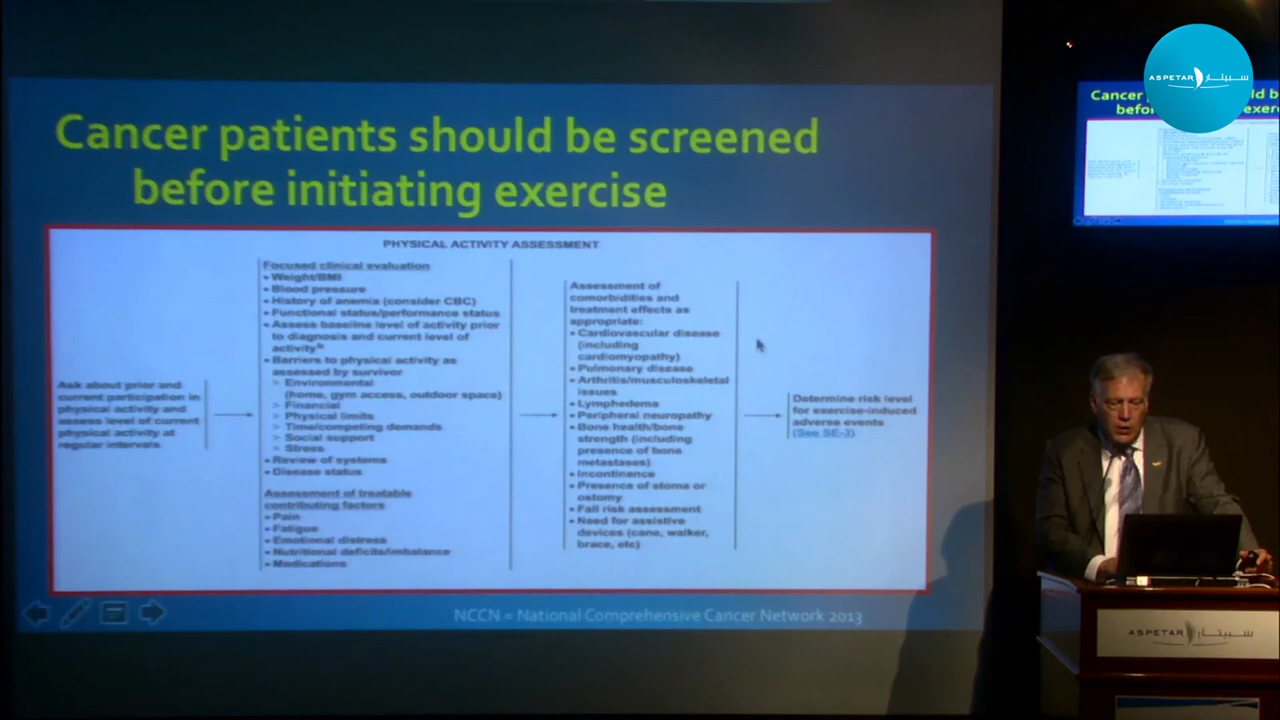 Cancer patients should be screened
before initiating exercise
PHYSICAL ACTIVITY ASSESSMENT
Ask about prior and
current participation in
physical activity and
assess level of current
physical activity at
regular intervals
Focused clinical evaluation
• Weight/BMI
• Blood pressure
• History of anemia (consider CBC)
• Functional status/performance status
• Assess baseline level of activity prior
to diagnosis and current level of
activityᵇ
• Barriers to physical activity as
assessed by survivor
> Environmental
(home, gym access, outdoor space)
> Financial
> Physical limits
> Time/competing demands
> Social support
> Stress
• Review of systems
• Disease status
Assessment of treatable
contributing factors
• Pain
• Fatigue
• Emotional distress
• Nutritional deficits/imbalance
• Medications
Assessment of
comorbidities and
treatment effects as
appropriate:
• Cardiovascular disease
(including
cardiomyopathy)
• Pulmonary disease
• Arthritis/musculoskeletal
issues
• Lymphedema
• Peripheral neuropathy
• Bone health/bone
strength (including
presence of bone
metastases)
• Incontinence
• Presence of stoma or
ostomy
• Fall risk assessment
• Need for assistive
devices (cane, walker,
brace, etc)
Determine risk level
for exercise-induced
adverse events
(See SE-3)
NCCN = National Comprehensive Cancer Network 2013
ASPETAR سبيتار
Cancer
befor
ASPETAR سبيتار